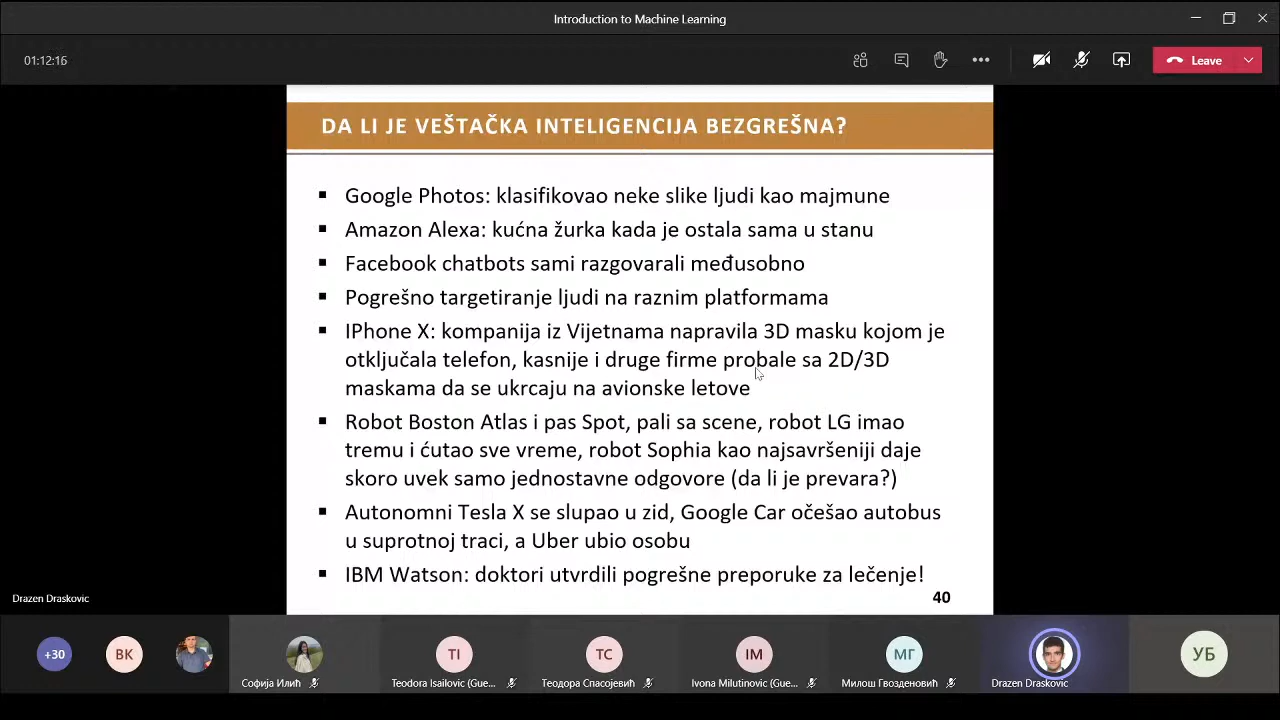 Introduction to Machine Learning
01:12:16
Leave
DA LI JE VEŠTAČKA INTELIGENCIJA BEZGREŠNA?
Google Photos: klasifikovao neke slike ljudi kao majmune
Amazon Alexa: kućna žurka kada je ostala sama u stanu
Facebook chatbots sami razgovarali međusobno
Pogrešno targetiranje ljudi na raznim platformama
IPhone X: kompanija iz Vijetnama napravila 3D masku kojom je
otključala telefon, kasnije i druge firme probale sa 2D/3D
maskama da se ukrcaju na avionske letove
Robot Boston Atlas i pas Spot, pali sa scene, robot LG imao
tremu i ćutao sve vreme, robot Sophia kao najsavršeniji daje
skoro uvek samo jednostavne odgovore (da li je prevara?)
Autonomni Tesla X se slupao u zid, Google Car očešao autobus
u suprotnoj traci, a Uber ubio osobu
IBM Watson: doktori utvrdili pogrešne preporuke za lečenje!
40
Drazen Draskovic
+30
BK
TI
TC
IM
МГ
УБ
Софија Илић
Teodora Isailovic (Gue...
Теодора Спасојевић
Ivona Milutinovic (Gue...
Милош Гвозденовић
Drazen Draskovic